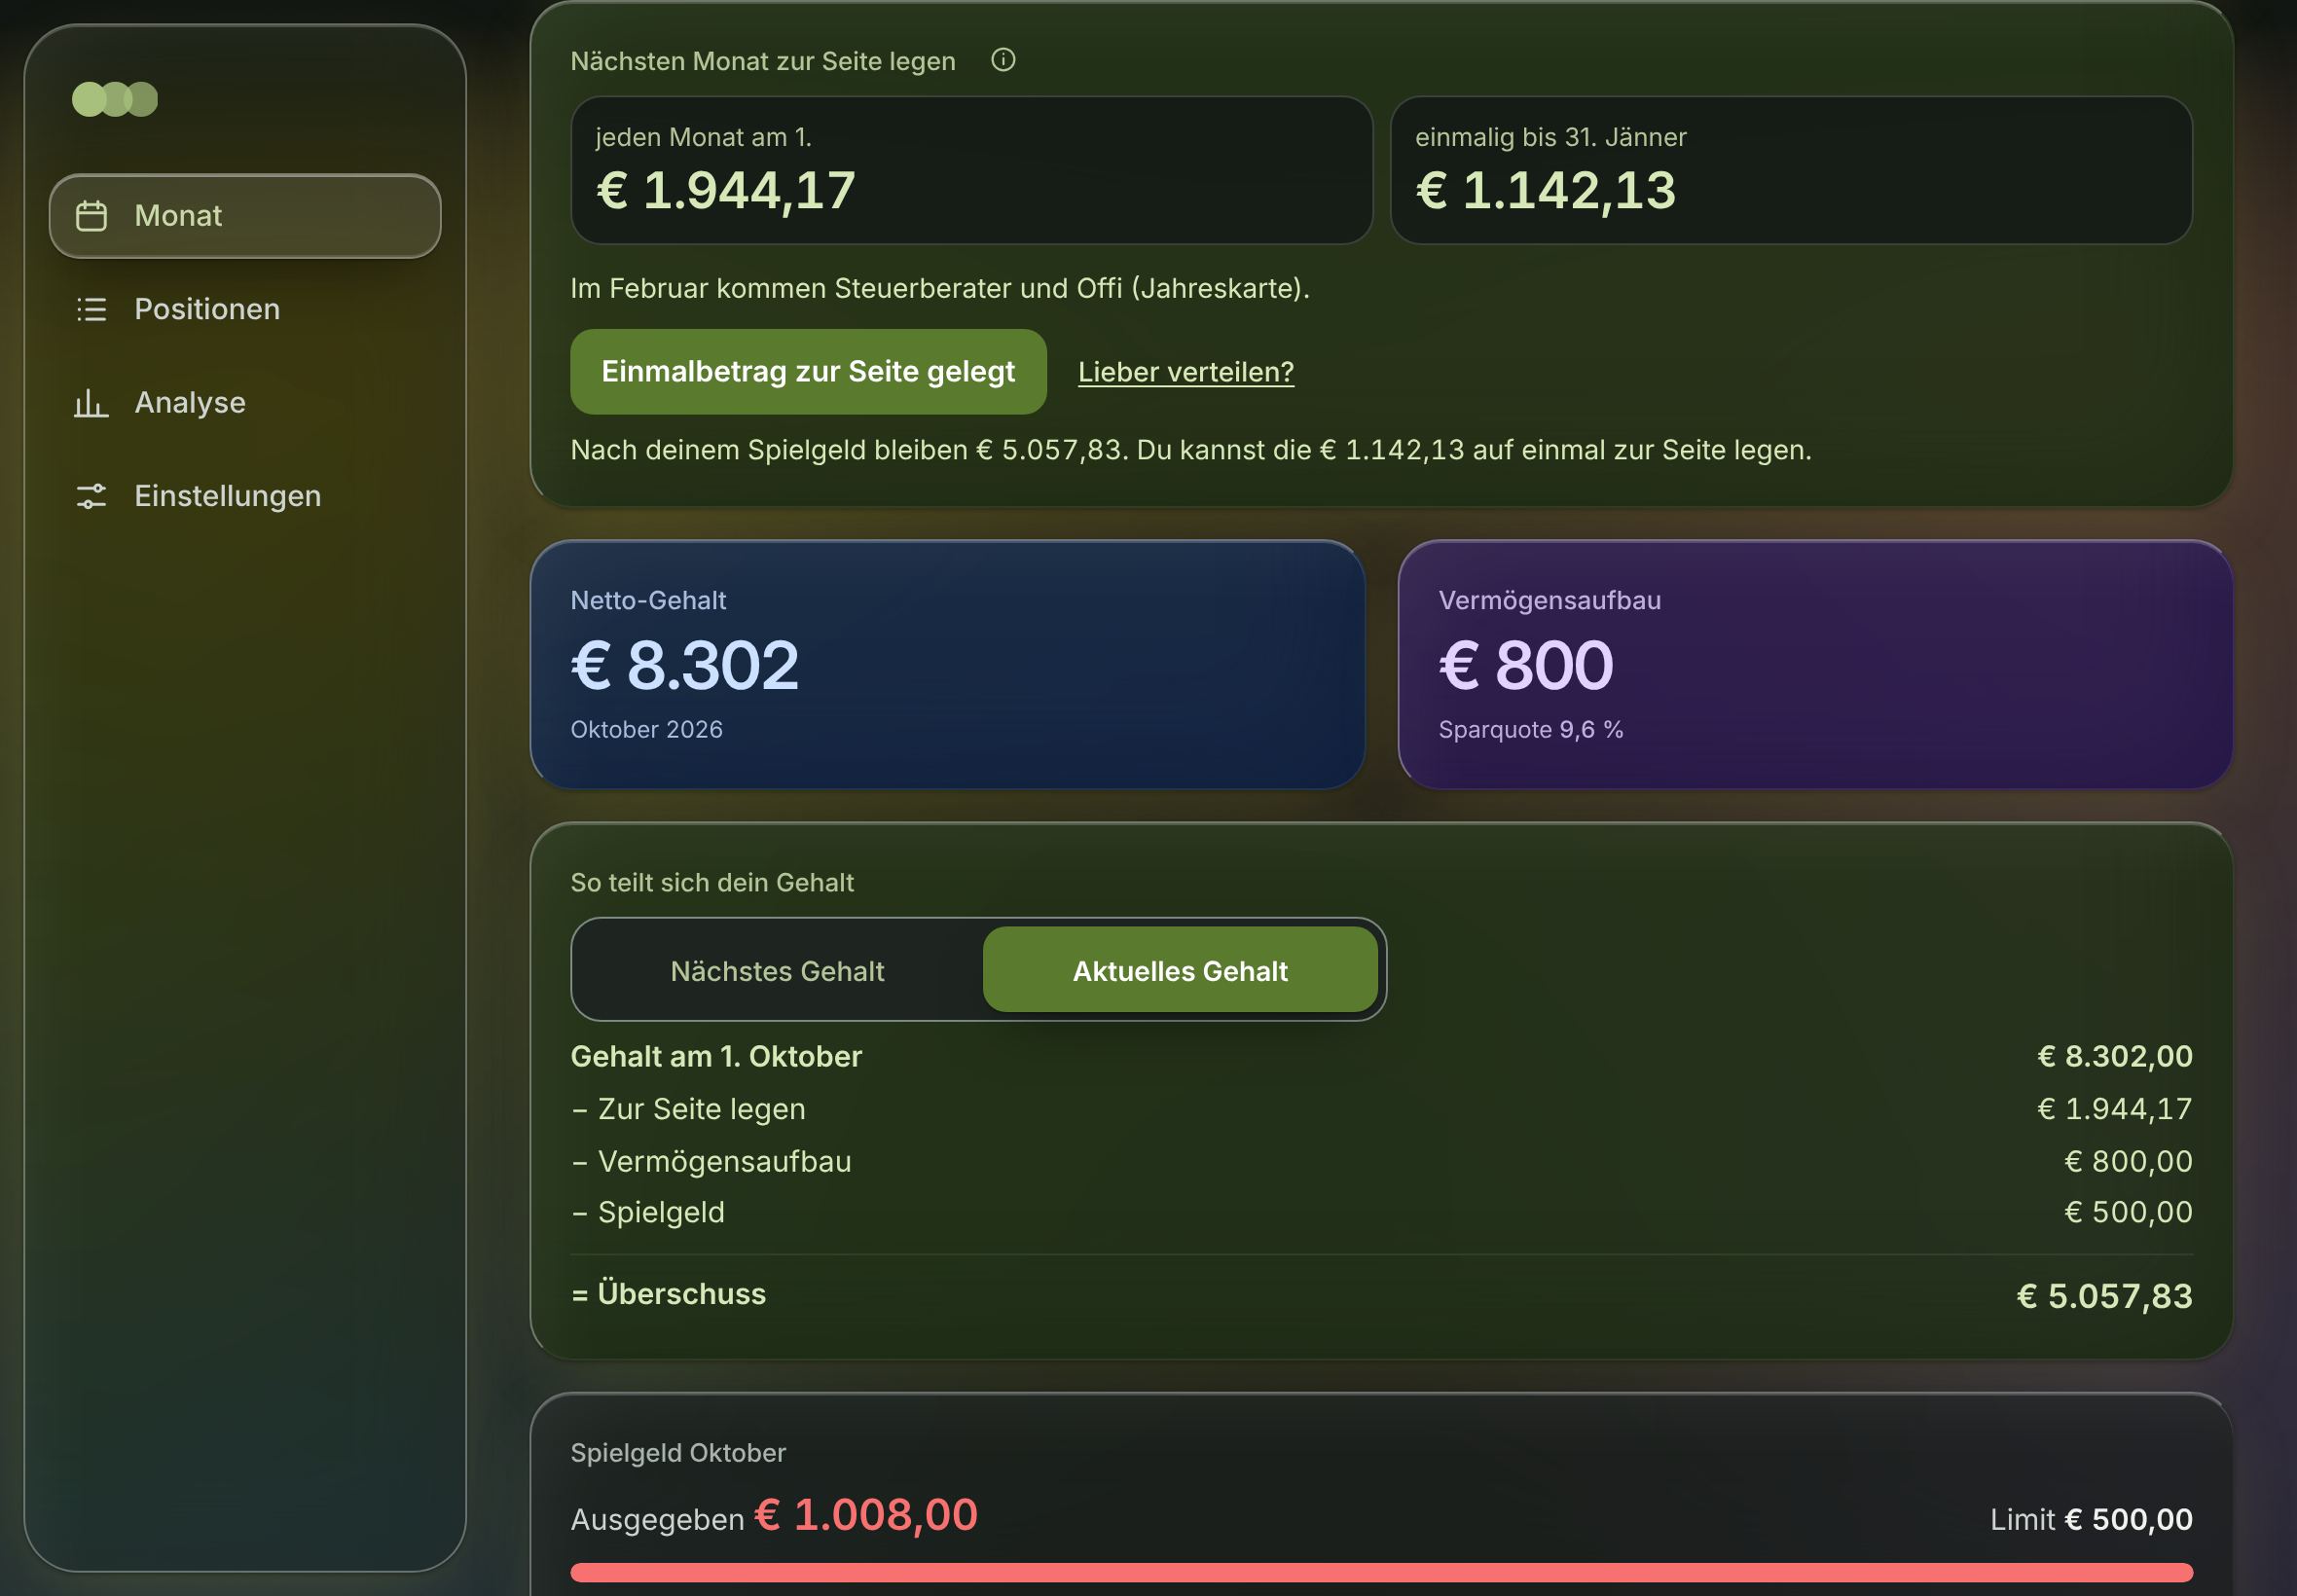 Monat
Positionen
Analyse
Einstellungen
Nächsten Monat zur Seite legen
jeden Monat am 1.
€ 1.944,17
einmalig bis 31. Jänner
€ 1.142,13
Im Februar kommen Steuerberater und Offi (Jahreskarte).
Einmalbetrag zur Seite gelegt
Lieber verteilen?
Nach deinem Spielgeld bleiben € 5.057,83. Du kannst die € 1.142,13 auf einmal zur Seite legen.
Netto-Gehalt
€ 8.302
Oktober 2026
Vermögensaufbau
€ 800
Sparquote 9,6 %
So teilt sich dein Gehalt
Nächstes Gehalt
Aktuelles Gehalt
Gehalt am 1. Oktober € 8.302,00
− Zur Seite legen € 1.944,17
− Vermögensaufbau € 800,00
− Spielgeld € 500,00
= Überschuss € 5.057,83
Spielgeld Oktober
Ausgegeben € 1.008,00
Limit € 500,00